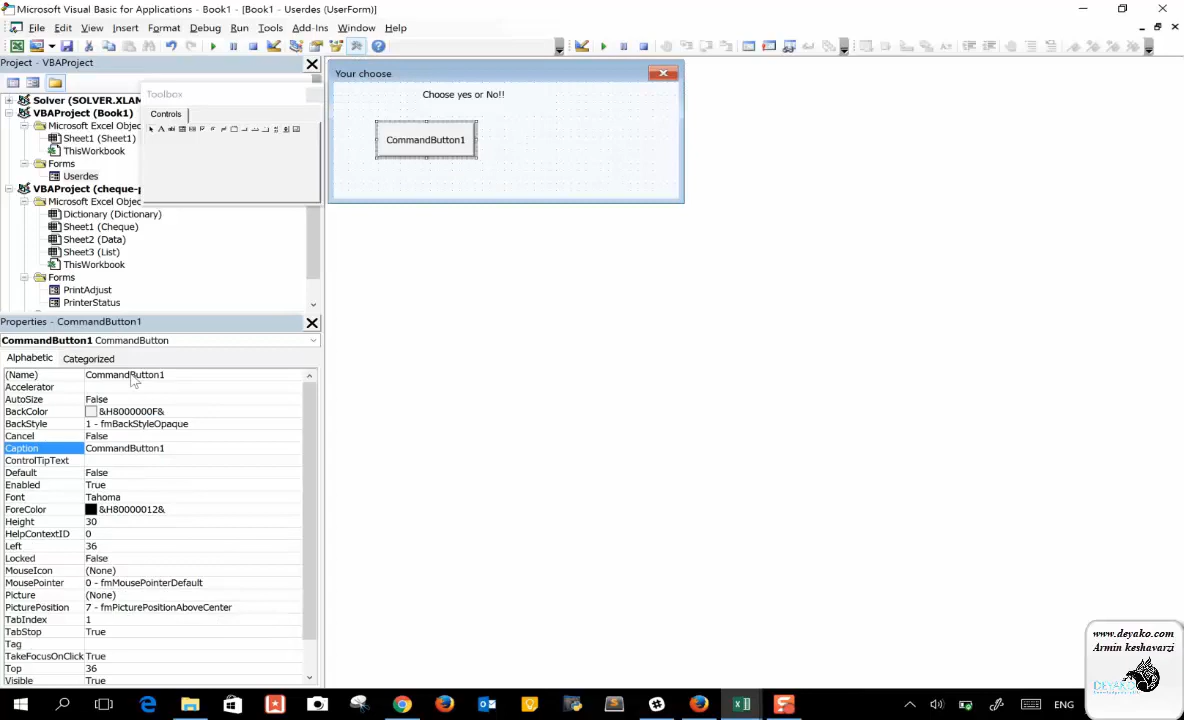 Microsoft Visual Basic for Applications - Book1 - [Book1 - Userdes (UserForm)]
File Edit View Insert Format Debug Run Tools Add-Ins Window Help
Project - VBAProject
Toolbox
Controls
Solver (SOLVER.XLAM
VBAProject (Book1)
Microsoft Excel Objec
Sheet1 (Sheet1)
ThisWorkbook
Forms
Userdes
VBAProject (cheque-p
Microsoft Excel Objec
Dictionary (Dictionary)
Sheet1 (Cheque)
Sheet2 (Data)
Sheet3 (List)
ThisWorkbook
Forms
PrintAdjust
PrinterStatus
Your choose
Choose yes or No!!
CommandButton1
Properties - CommandButton1
CommandButton1 CommandButton
Alphabetic Categorized
(Name) CommandButton1
Accelerator
AutoSize False
BackColor &H8000000F&
BackStyle 1 - fmBackStyleOpaque
Cancel False
Caption CommandButton1
ControlTipText
Default False
Enabled True
Font Tahoma
ForeColor &H80000012&
Height 30
HelpContextID 0
Left 36
Locked False
MouseIcon (None)
MousePointer 0 - fmMousePointerDefault
Picture (None)
PicturePosition 7 - fmPicturePositionAboveCenter
TabIndex 1
TabStop True
Tag
TakeFocusOnClick True
Top 36
Visible True
www.deyako.com
Armin keshavarzi
DEYAKO
ENG